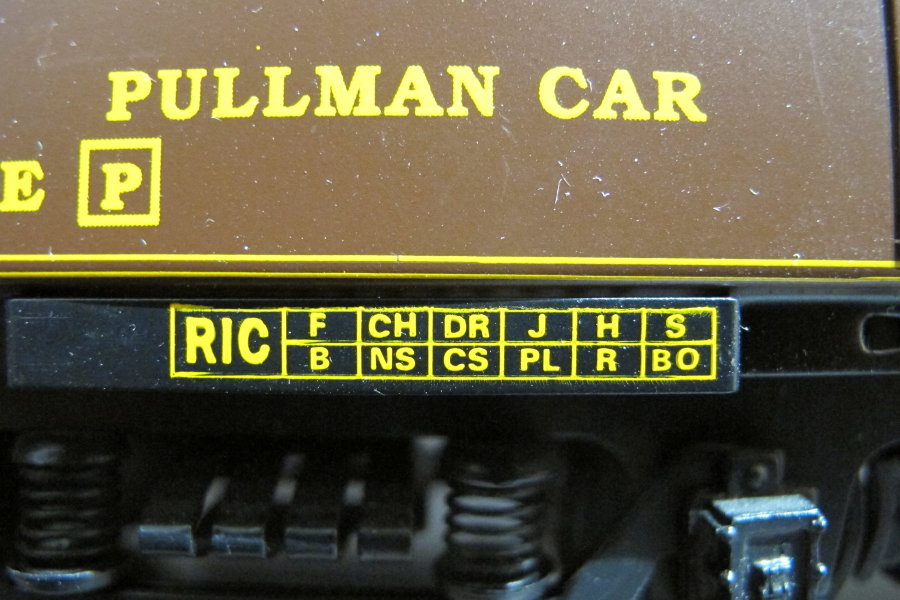 PULLMAN CAR
E P
RIC F CH DR J H S
B NS CS PL R BO